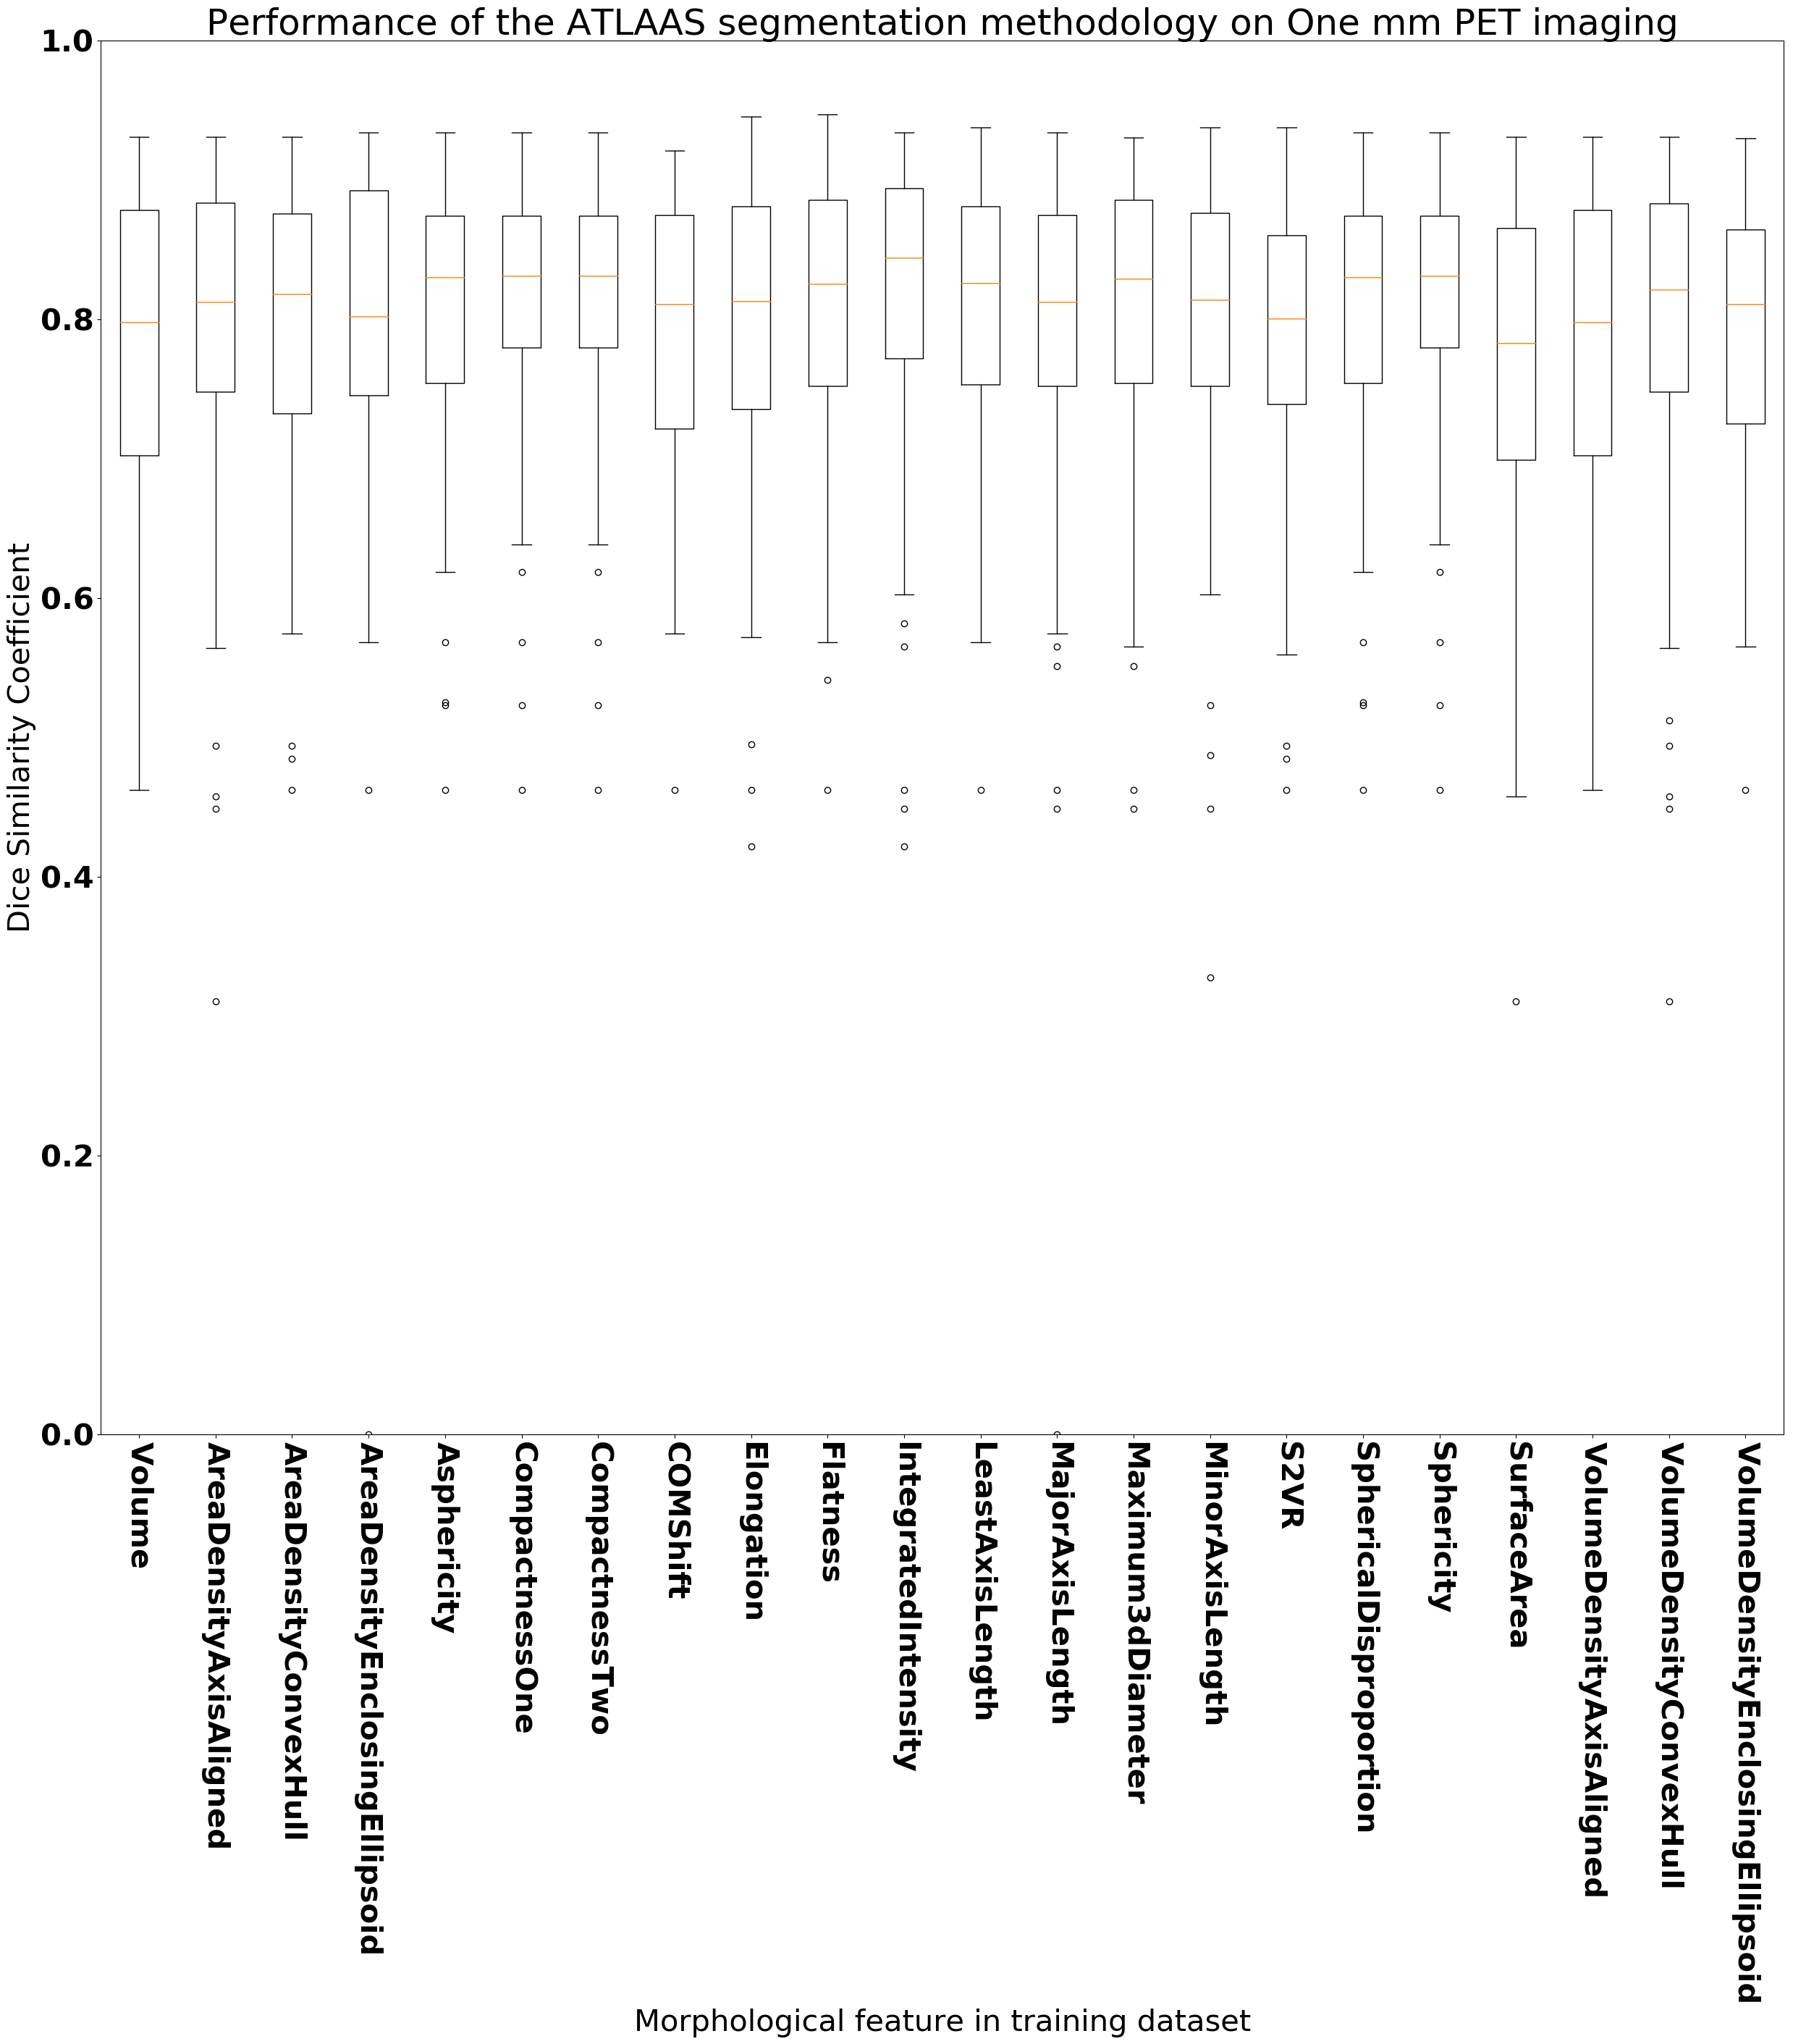 Performance of the ATLAAS segmentation methodology on One mm PET imaging
1.0
0.8
0.6
0.4
0.2
0.0
Dice Similarity Coefficient
Volume
AreaDensityAxisAligned
AreaDensityConvexHull
AreaDensityEnclosingEllipsoid
Asphericity
CompactnessOne
CompactnessTwo
COMShift
Elongation
Flatness
IntegratedIntensity
LeastAxisLength
MajorAxisLength
Maximum3dDiameter
MinorAxisLength
S2VR
SphericalDisproportion
Sphericity
SurfaceArea
VolumeDensityAxisAligned
VolumeDensityConvexHull
VolumeDensityEnclosingEllipsoid
Morphological feature in training dataset